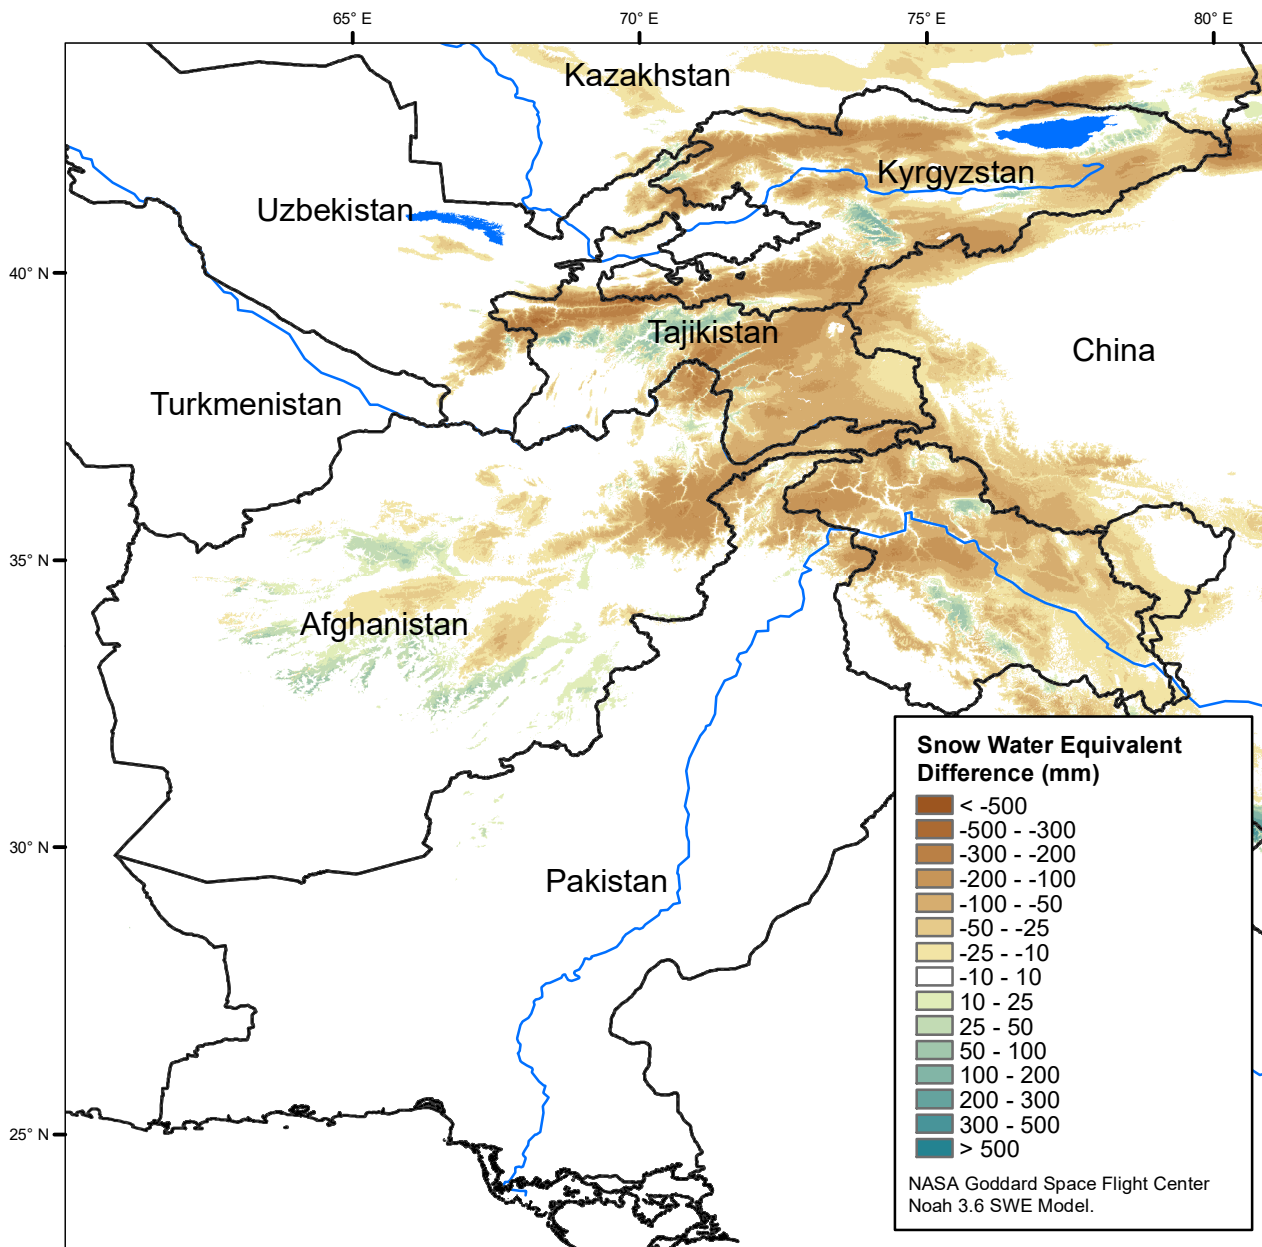 65° E
70° E
75° E
80° E
Kazakhstan
Kyrgyzstan
Uzbekistan
40° N
Tajikistan
China
Turkmenistan
35° N
Afghanistan
30° N
Pakistan
25° N
Snow Water Equivalent
Difference (mm)
< -500
-500 - -300
-300 - -200
-200 - -100
-100 - -50
-50 - -25
-25 - -10
-10 - 10
10 - 25
25 - 50
50 - 100
100 - 200
200 - 300
300 - 500
> 500
NASA Goddard Space Flight Center
Noah 3.6 SWE Model.